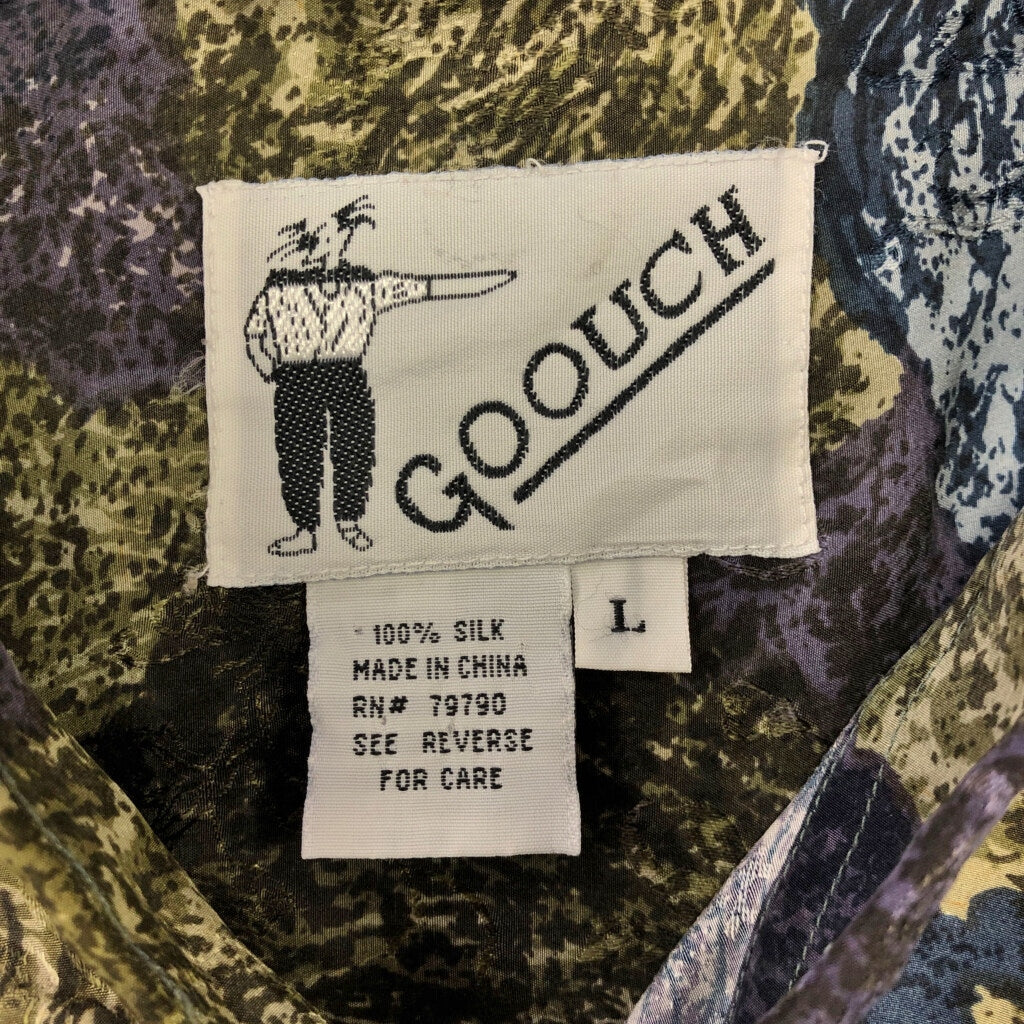 GOOUCH
L
100% SILK
MADE IN CHINA
RN# 79790
SEE REVERSE
FOR CARE